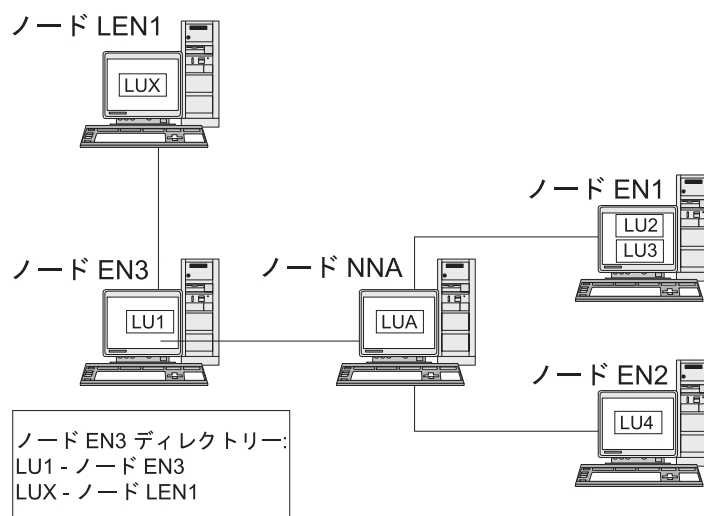 ノード LEN1
LUX
ノード EN1
LU2
LU3
ノード EN3
ノード NNA
LU1
LUA
ノード EN2
LU4
ノード EN3 ディレクトリー:
LU1 - ノード EN3
LUX - ノード LEN1